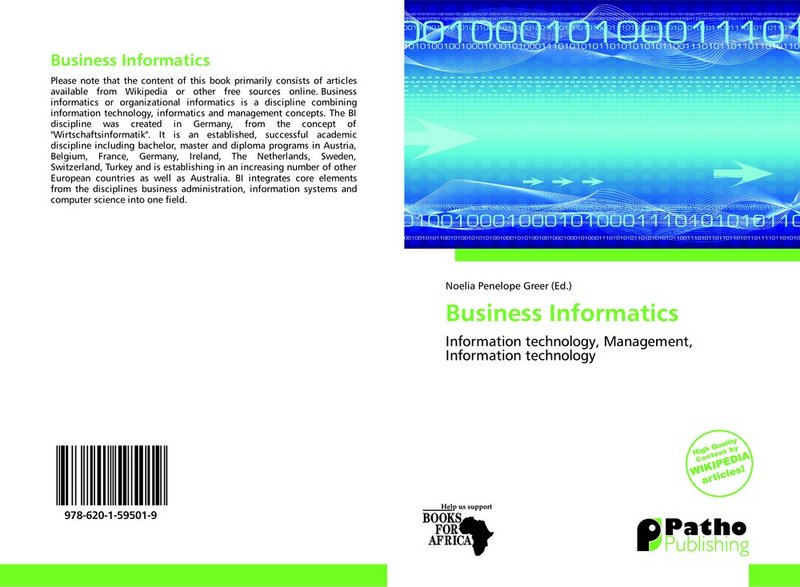 Business Informatics
Please note that the content of this book primarily consists of articles
available from Wikipedia or other free sources online. Business
informatics or organizational informatics is a discipline combining
information technology, informatics and management concepts. The BI
discipline was created in Germany, from the concept of
"Wirtschaftsinformatik". It is an established, successful academic
discipline including bachelor, master and diploma programs in Austria,
Belgium, France, Germany, Ireland, The Netherlands, Sweden,
Switzerland, Turkey and is establishing in an increasing number of other
European countries as well as Australia. BI integrates core elements
from the disciplines business administration, information systems and
computer science into one field.
978-620-1-59501-9
Noelia Penelope Greer (Ed.)
Business Informatics
Information technology, Management,
Information technology
High Quality
Content by
WIKIPEDIA
articles!
Help us support
BOOKS
FOR
AFRICA
Patho
Publishing